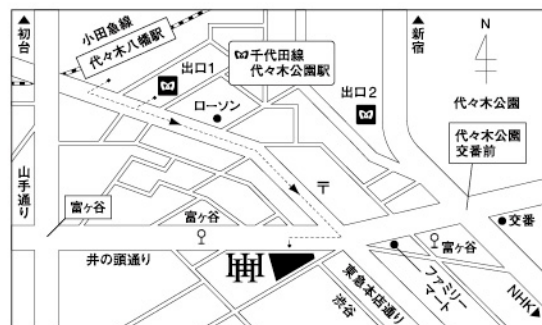 ▲初台
小田急線
代々木八幡駅
出口1
千代田線
代々木公園駅
▲新宿
N
ローソン
出口2
代々木公園
代々木公園
交番前
山手通り
〒
富ヶ谷
富ヶ谷
交番
富ヶ谷
井の頭通り
HH
東急本店通り
ファミリー
マート
渋谷
NHK▶